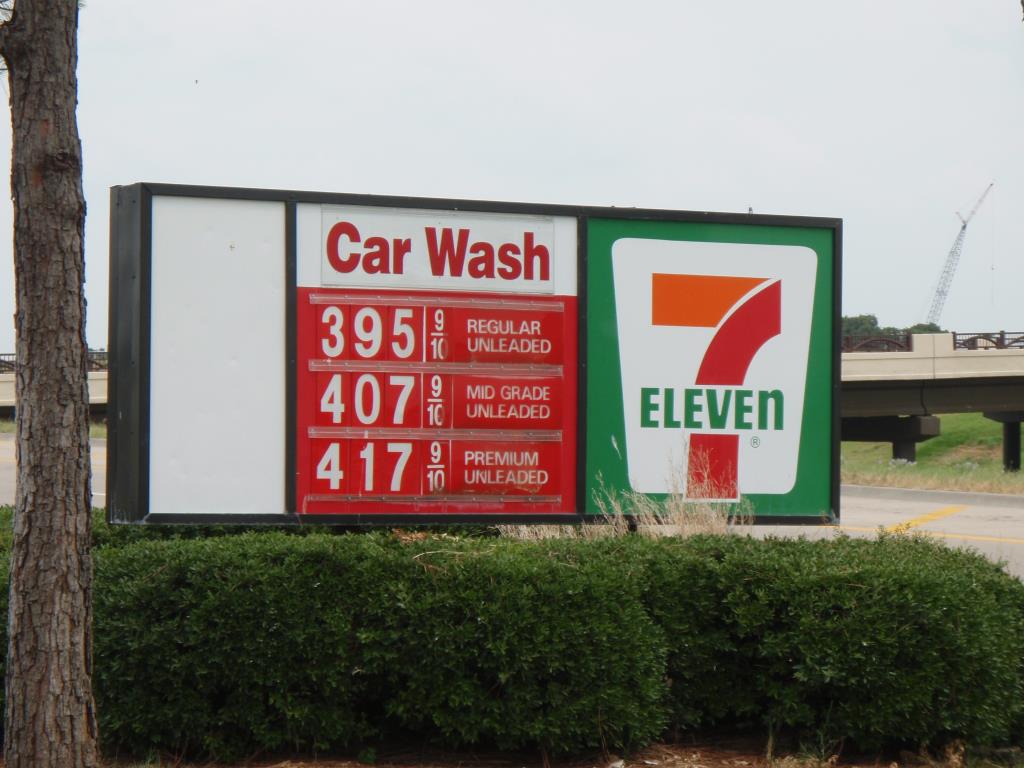 Car Wash
395 9/10 REGULAR UNLEADED
407 9/10 MID GRADE UNLEADED
417 9/10 PREMIUM UNLEADED
7
ELEVEN
®